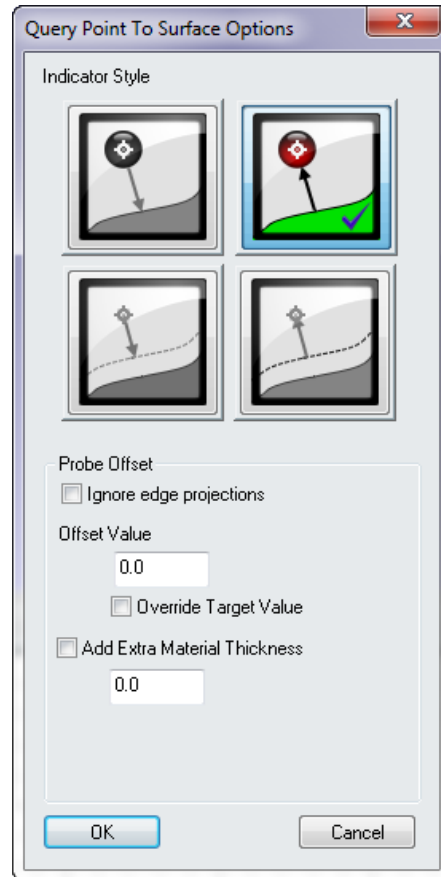 Query Point To Surface Options
Indicator Style
Probe Offset
Ignore edge projections
Offset Value
0.0
Override Target Value
Add Extra Material Thickness
0.0
OK
Cancel